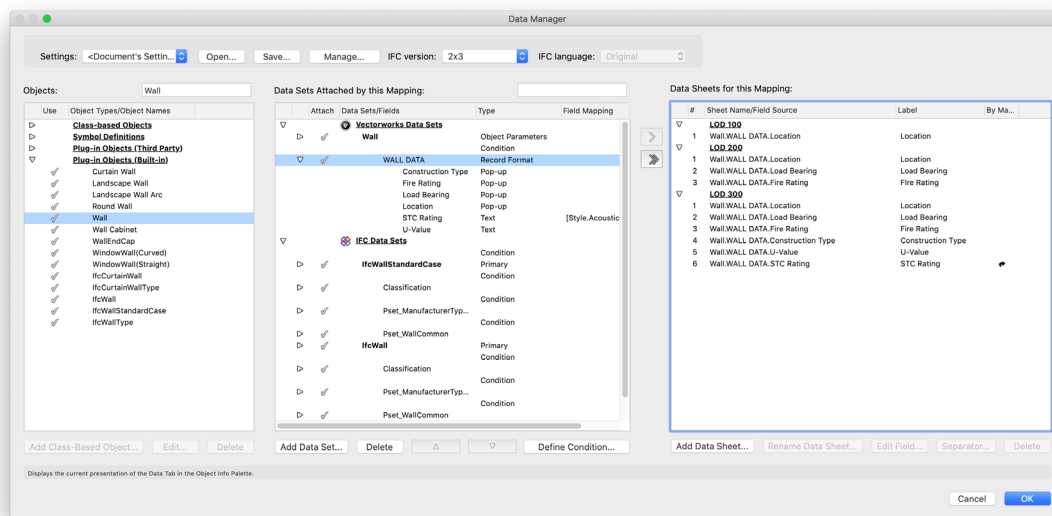 Data Manager
Settings: <Document's Settin... Open... Save... Manage... IFC version: 2x3 IFC language: Original
Objects: Wall
Use Object Types/Object Names
Class-based Objects
Symbol Definitions
Plug-in Objects (Third Party)
Plug-in Objects (Built-in)
Curtain Wall
Landscape Wall
Landscape Wall Arc
Round Wall
Wall
Wall Cabinet
WallEndCap
WindowWall(Curved)
WindowWall(Straight)
IfcCurtainWall
IfcCurtainWallType
IfcWall
IfcWallStandardCase
IfcWallType
Add Class-Based Object... Edit... Delete
Data Sets Attached by this Mapping:
Attach Data Sets/Fields Type Field Mapping
Vectorworks Data Sets
Wall Object Parameters
Condition
WALL DATA Record Format
Construction Type Pop-up
Fire Rating Pop-up
Load Bearing Pop-up
Location Pop-up
STC Rating Text [Style.Acoustic
U-Value Text
IFC Data Sets
Condition
IfcWallStandardCase Primary
Condition
Classification
Condition
Pset_ManufacturerTyp...
Condition
Pset_WallCommon
IfcWall Primary
Condition
Classification
Condition
Pset_ManufacturerTyp...
Condition
Pset_WallCommon
Add Data Set... Delete Define Condition...
Data Sheets for this Mapping:
# Sheet Name/Field Source Label By Ma...
LOD 100
1 Wall.WALL DATA.Location Location
LOD 200
1 Wall.WALL DATA.Location Location
2 Wall.WALL DATA.Load Bearing Load Bearing
3 Wall.WALL DATA.Fire Rating FIre Rating
LOD 300
1 Wall.WALL DATA.Location Location
2 Wall.WALL DATA.Load Bearing Load Bearing
3 Wall.WALL DATA.Fire Rating Fire Rating
4 Wall.WALL DATA.Construction Type Construction Type
5 Wall.WALL DATA.U-Value U-Value
6 Wall.WALL DATA.STC Rating STC Rating
Add Data Sheet... Rename Data Sheet... Edit Field... Separator... Delete
Displays the current presentation of the Data Tab in the Object Info Palette.
Cancel OK